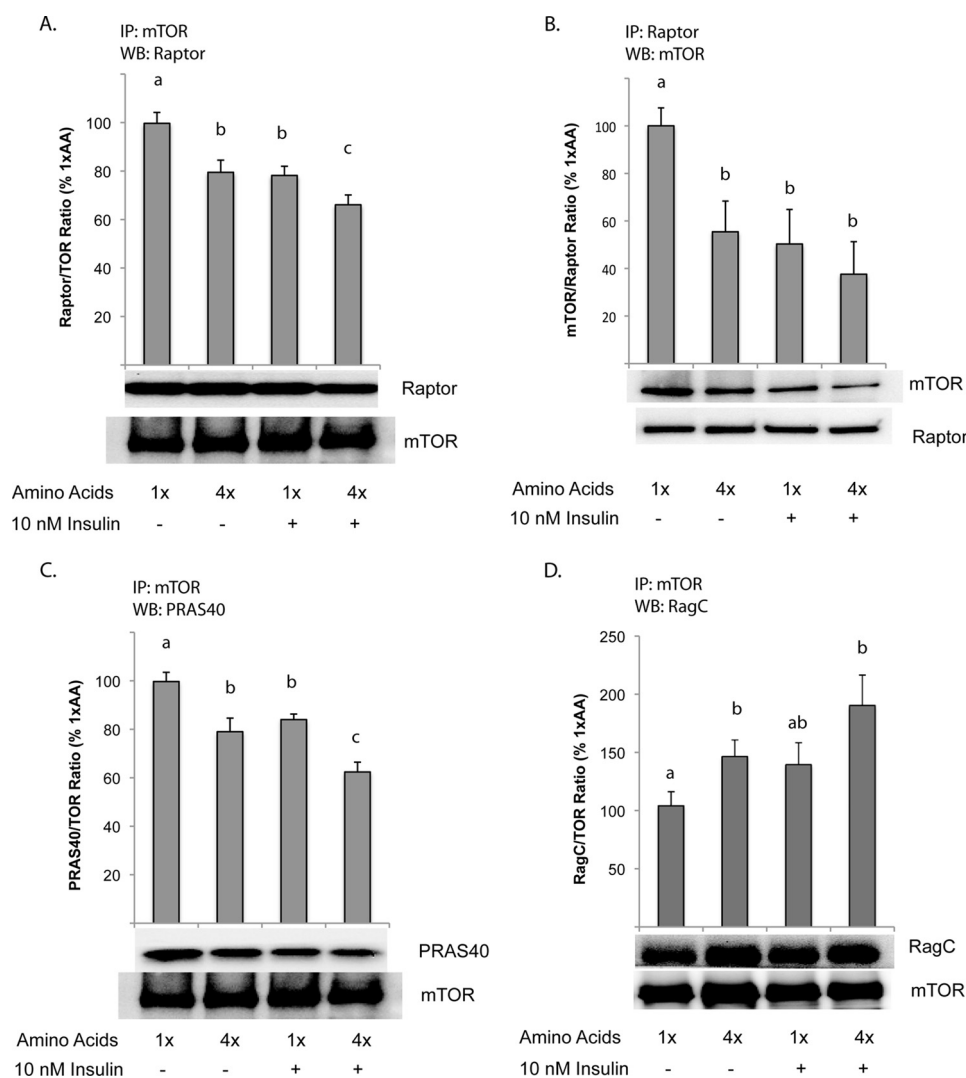 A.
IP: mTOR
WB: Raptor
a
b
b
c
Raptor/TOR Ratio (% 1xAA)
100
80
60
40
20
Raptor
mTOR
Amino Acids 1x 4x 1x 4x
10 nM Insulin - - + +
B.
IP: Raptor
WB: mTOR
a
b
b
b
mTOR/Raptor Ratio (% 1xAA)
100
80
60
40
20
mTOR
Raptor
Amino Acids 1x 4x 1x 4x
10 nM Insulin - - + +
C.
IP: mTOR
WB: PRAS40
a
b
b
c
PRAS40/TOR Ratio (% 1xAA)
100
80
60
40
20
PRAS40
mTOR
Amino Acids 1x 4x 1x 4x
10 nM Insulin - - + +
D.
IP: mTOR
WB: RagC
a
b
ab
b
RagC/TOR Ratio (% 1xAA)
250
200
150
100
50
RagC
mTOR
Amino Acids 1x 4x 1x 4x
10 nM Insulin - - + +